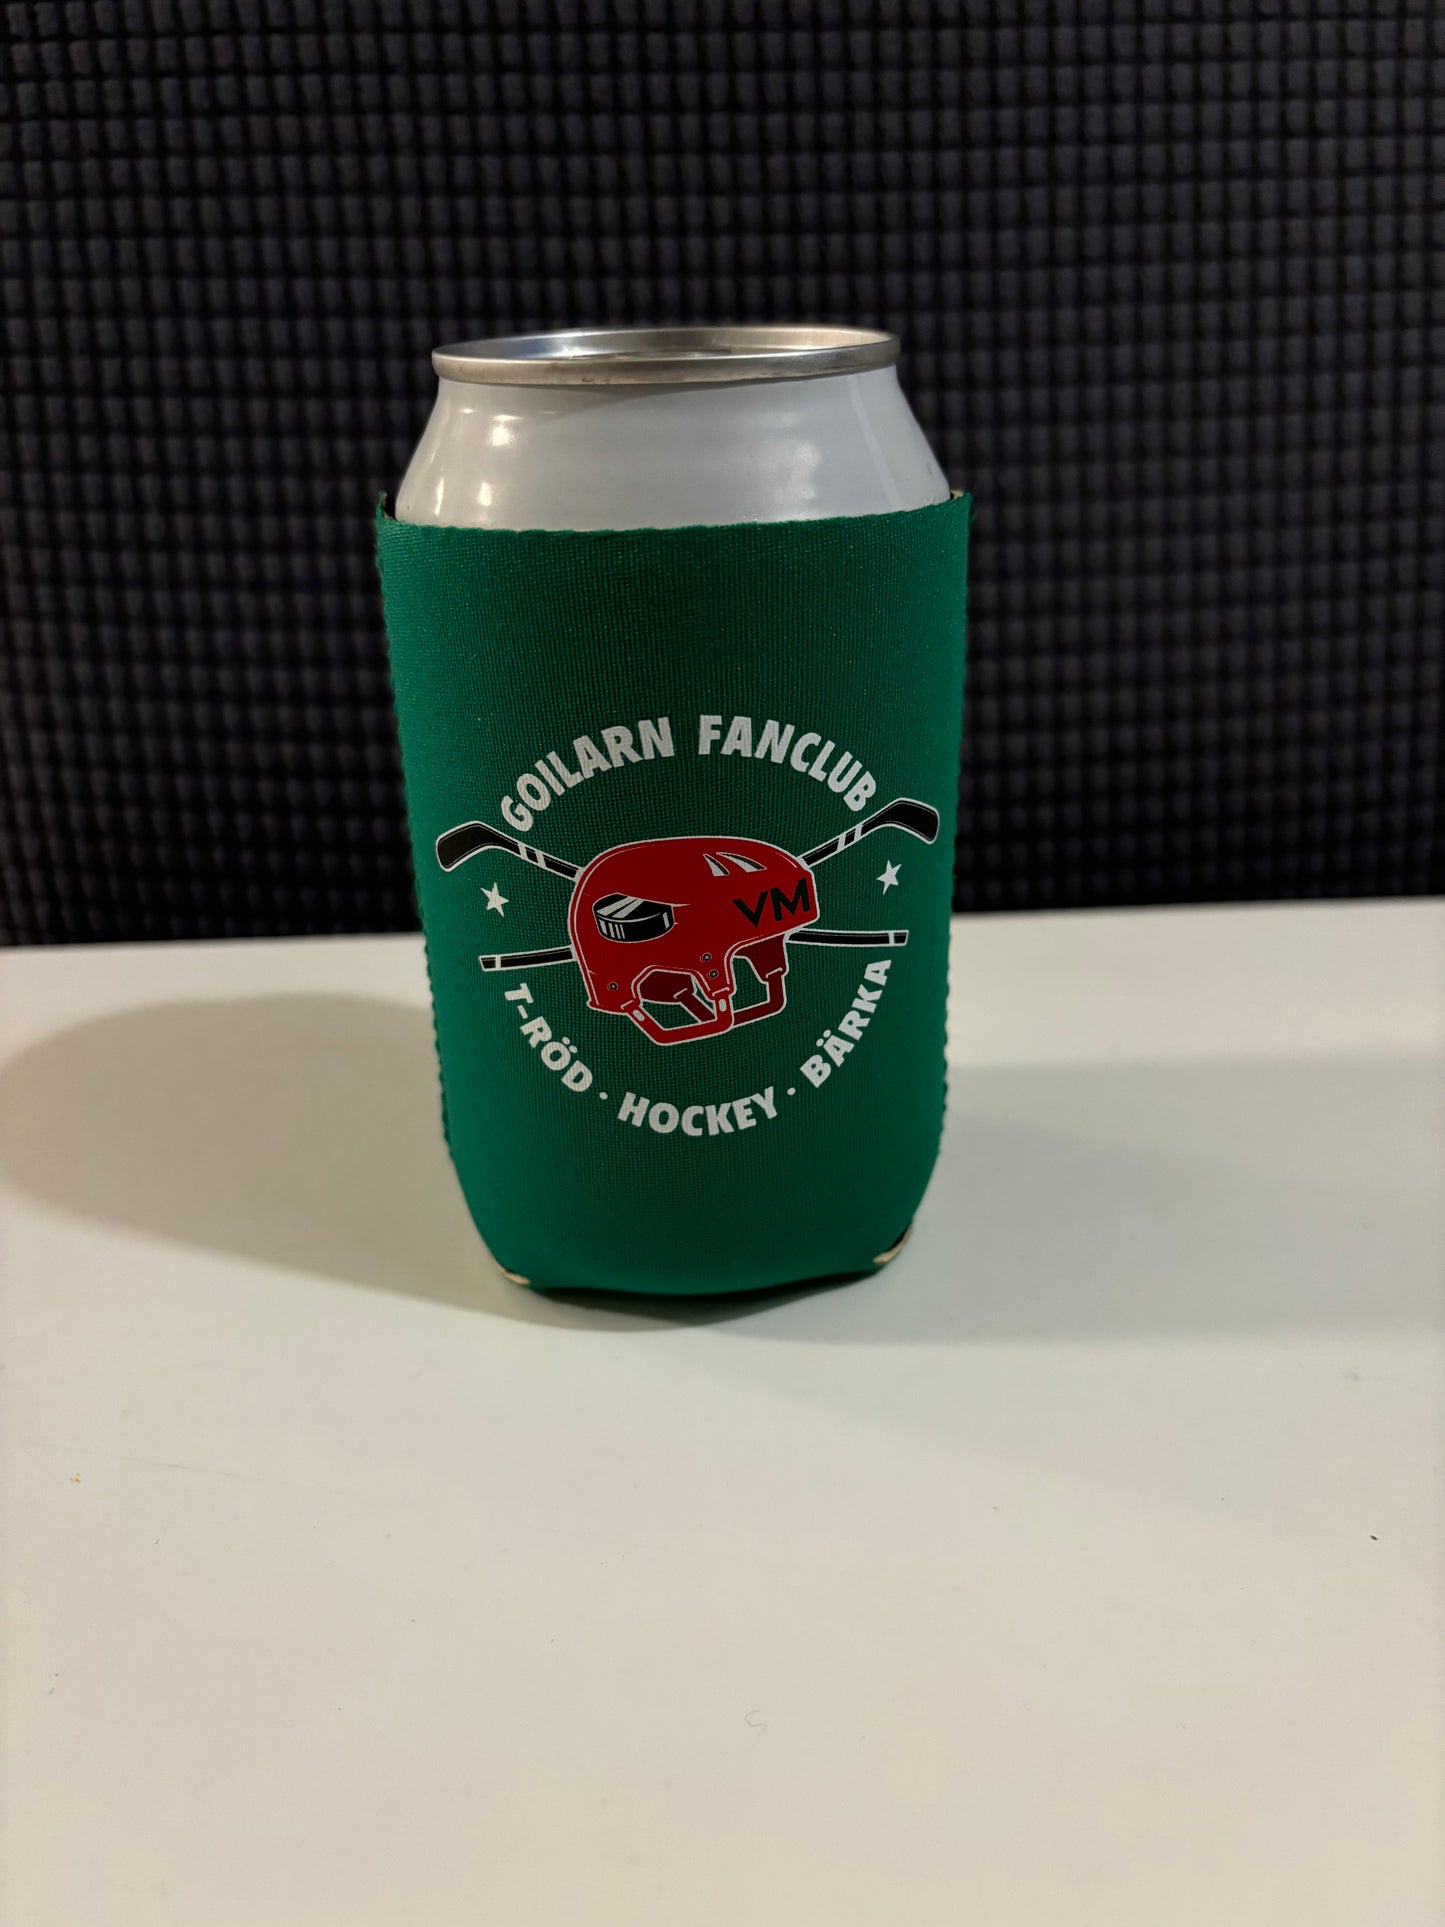 GOILARN FANCLUB
VM
T-RÖD · HOCKEY · BÄRKA